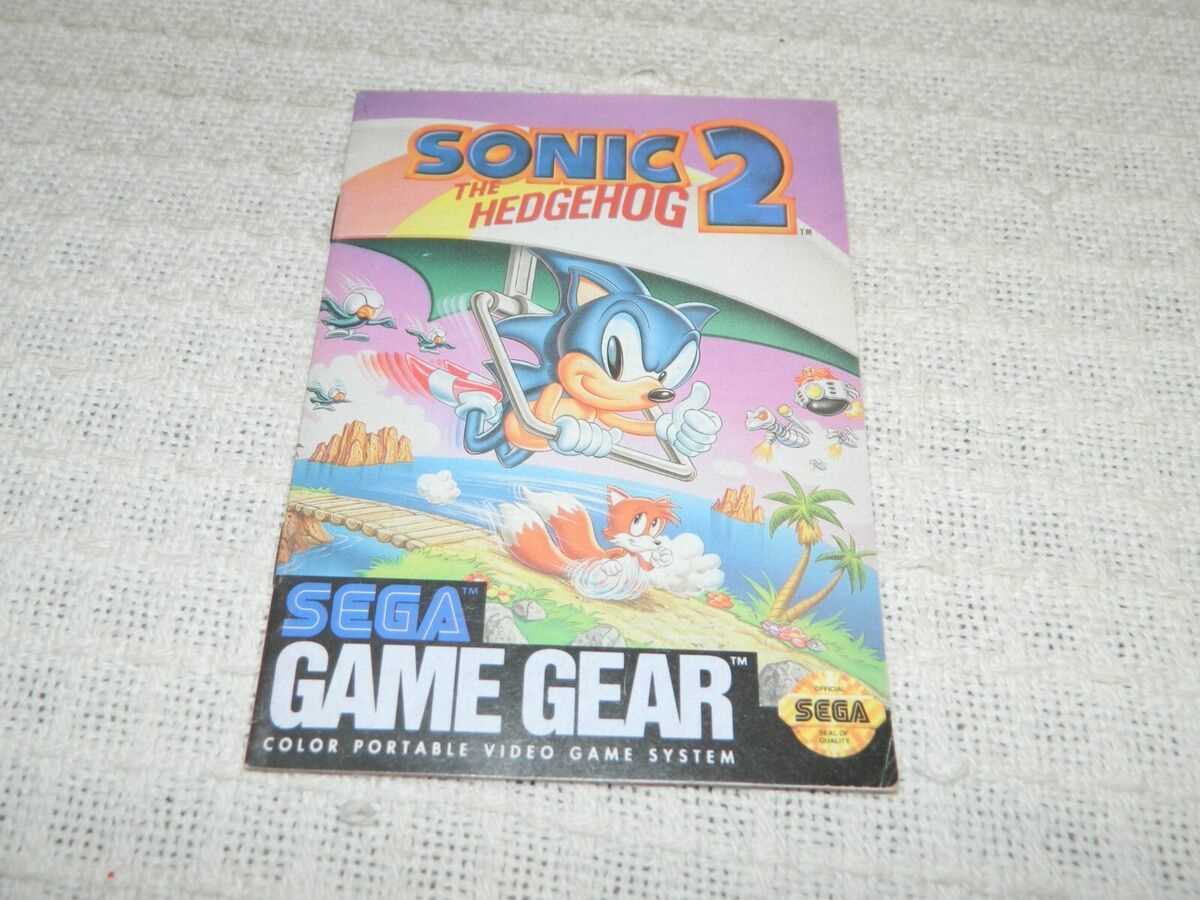 SONIC 2
THE
HEDGEHOG
TM
SEGA™
GAME GEAR™
COLOR PORTABLE VIDEO GAME SYSTEM
OFFICIAL
SEGA
SEAL OF
QUALITY